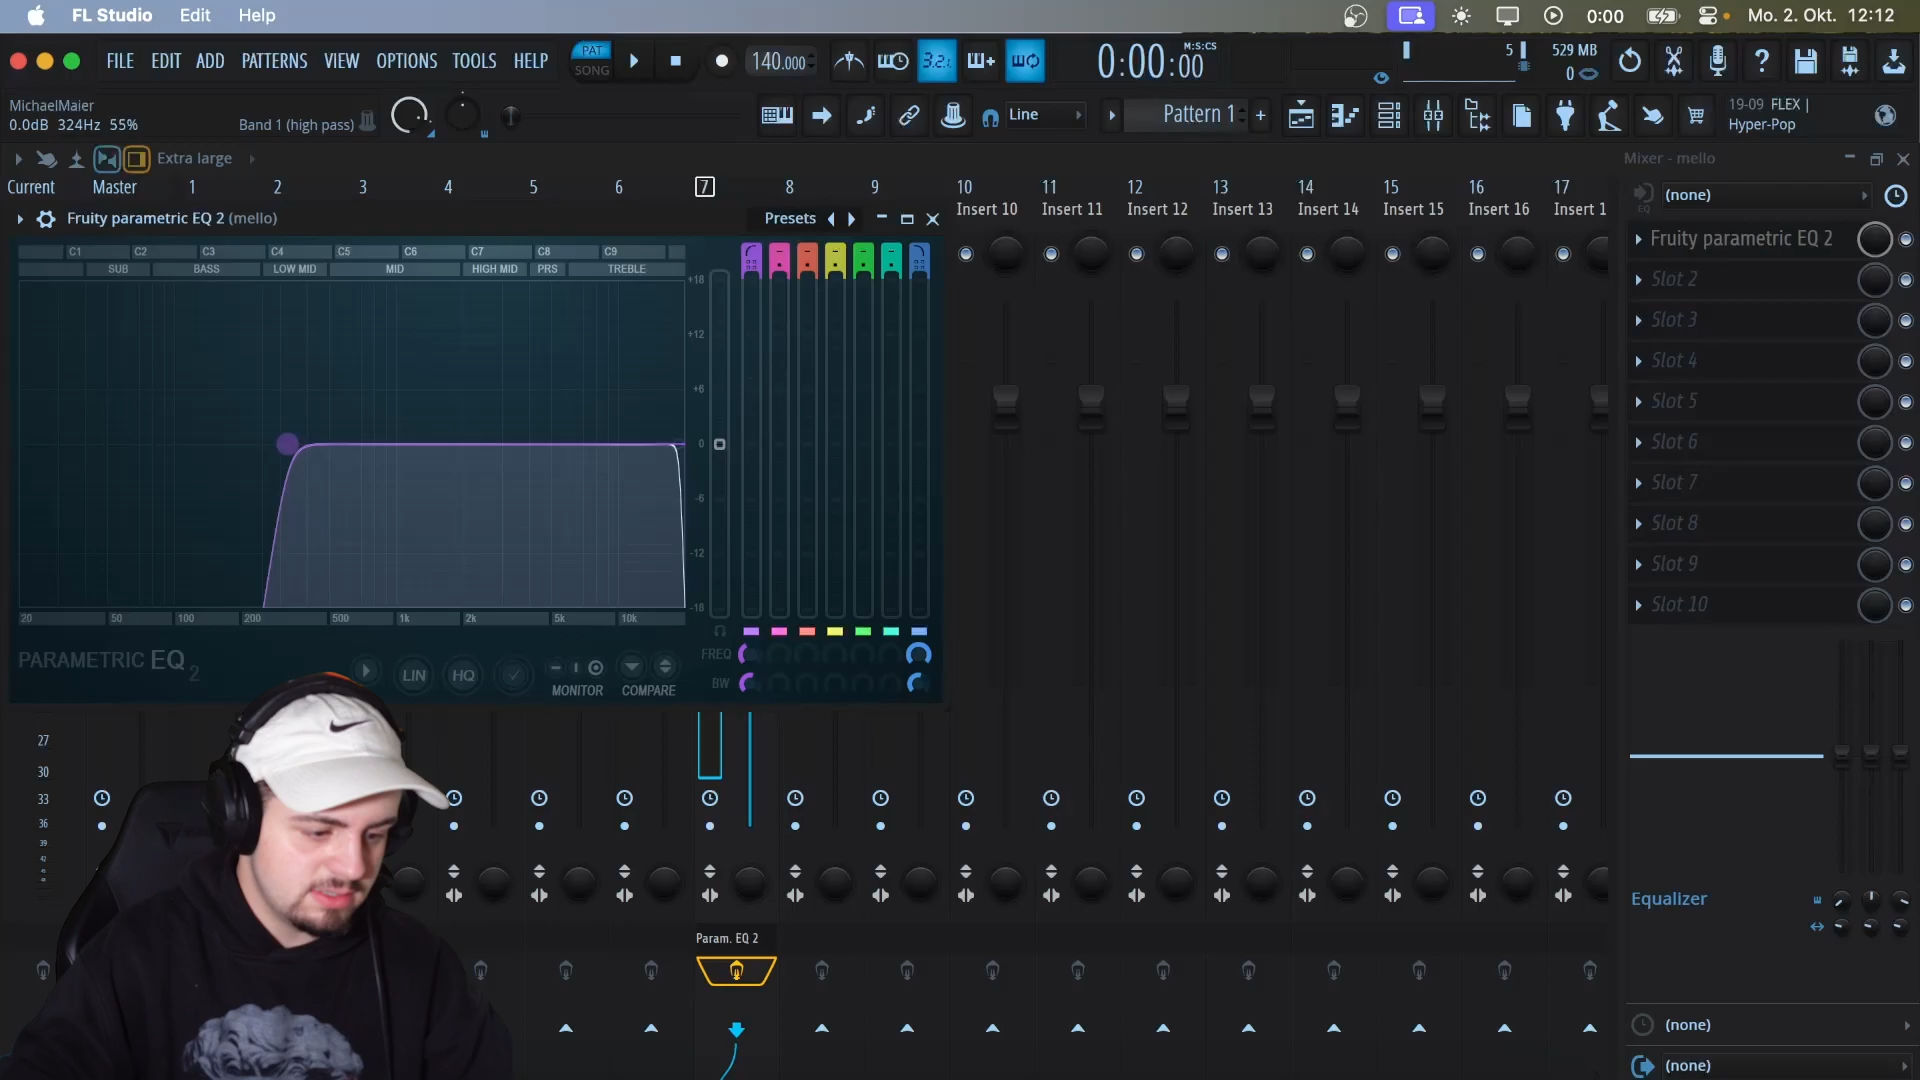 FL Studio Edit Help
0:00 Mo. 2. Okt. 12:12
FILE EDIT ADD PATTERNS VIEW OPTIONS TOOLS HELP
PAT
SONG
140.000
3.2.
0:00:00
M:S:CS
5
529 MB
0
MichaelMaier
0.0dB 324Hz 55%
Band 1 (high pass)
Line
Pattern 1
19-09 FLEX |
Hyper-Pop
Extra large
Mixer - mello
Current Master 1 2 3 4 5 6 7 8 9 10 11 12 13 14 15 16 17
Insert 10 Insert 11 Insert 12 Insert 13 Insert 14 Insert 15 Insert 16 Insert 1
(none)
EQ
Fruity parametric EQ 2 (mello)
Presets
C1 C2 C3 C4 C5 C6 C7 C8 C9
SUB BASS LOW MID MID HIGH MID PRS TREBLE
+18
+12
+6
0
-6
-12
-18
20 50 100 200 500 1k 2k 5k 10k
PARAMETRIC EQ 2
LIN HQ
MONITOR
COMPARE
FREQ
BW
Fruity parametric EQ 2
Slot 2
Slot 3
Slot 4
Slot 5
Slot 6
Slot 7
Slot 8
Slot 9
Slot 10
27
30
33
36
39
42
Param. EQ 2
Equalizer
(none)
(none)